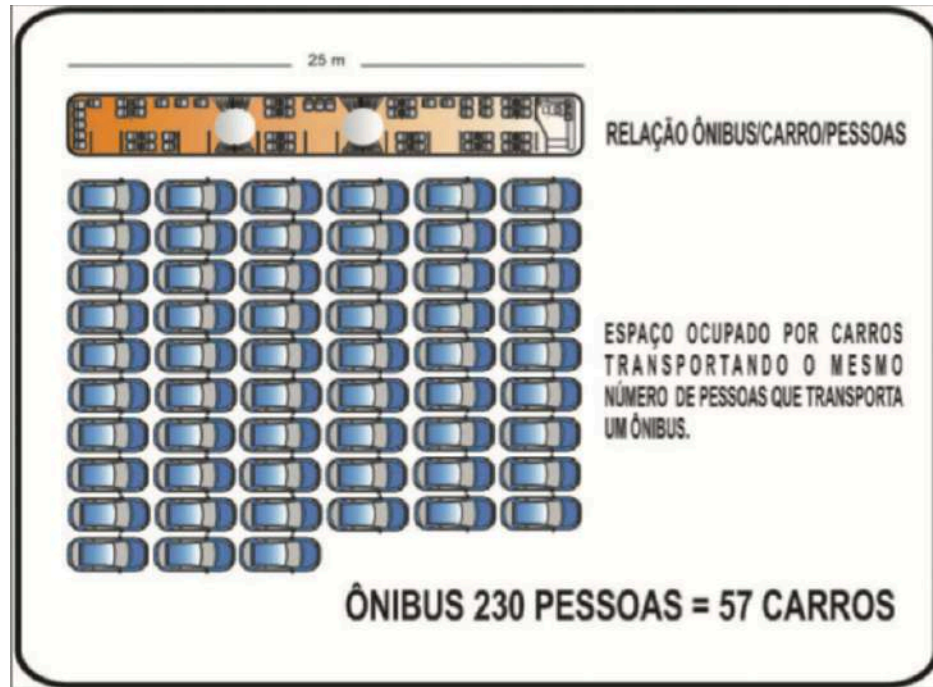 25 m
RELAÇÃO ÔNIBUS/CARRO/PESSOAS
ESPAÇO OCUPADO POR CARROS
TRANSPORTANDO O MESMO
NÚMERO DE PESSOAS QUE TRANSPORTA
UM ÔNIBUS.
ÔNIBUS 230 PESSOAS = 57 CARROS